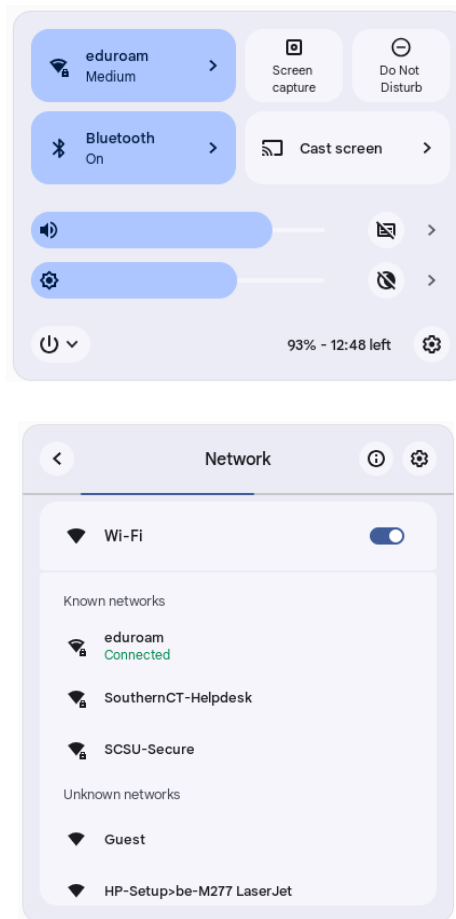 eduroam
Medium
Screen
capture
Do Not
Disturb
Bluetooth
On
Cast screen
93% - 12:48 left
Network
Wi-Fi
Known networks
eduroam
Connected
SouthernCT-Helpdesk
SCSU-Secure
Unknown networks
Guest
HP-Setup>be-M277 LaserJet